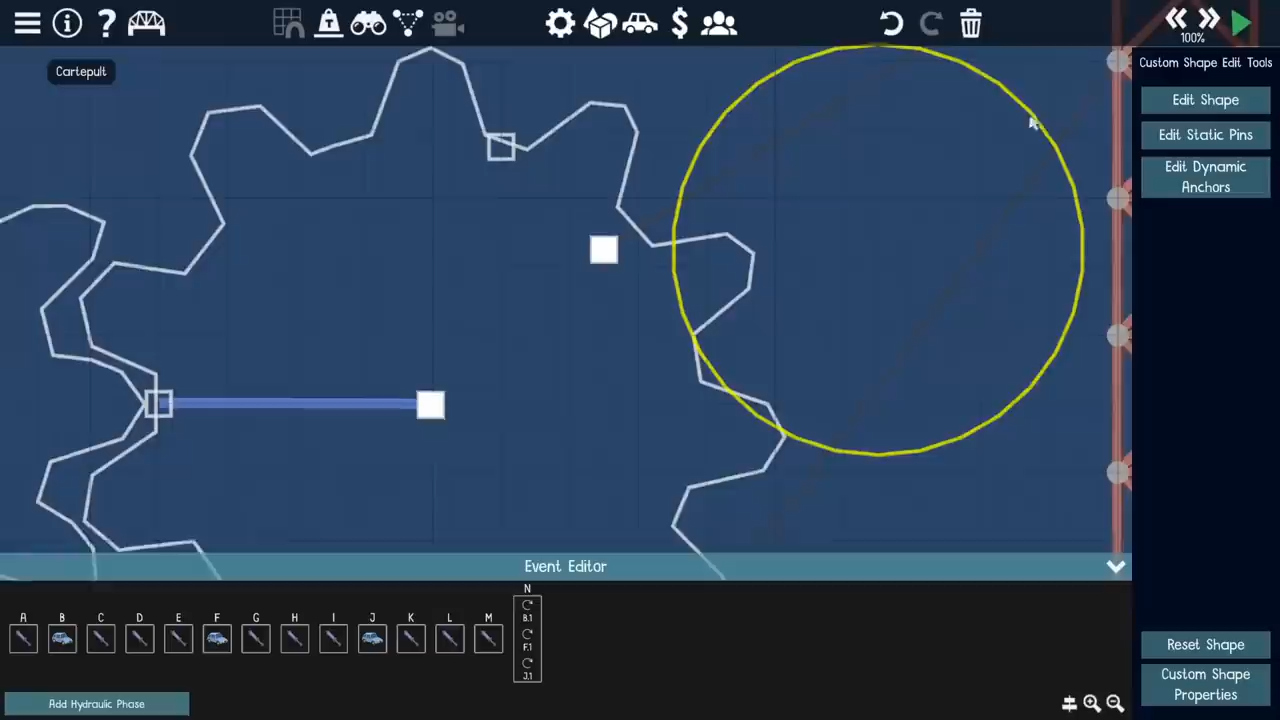 100%
Cartepult
Custom Shape Edit Tools
Edit Shape
Edit Static Pins
Edit Dynamic
Anchors
Event Editor
A B C D E F G H I J K L M N
B.1
F.1
J.1
Reset Shape
Custom Shape
Properties
Add Hydraulic Phase